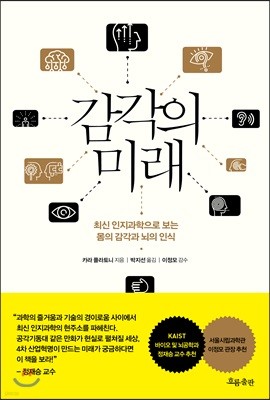 감각의
미래
최신 인지과학으로 보는
몸의 감각과 뇌의 인식
카라 플라토니 지음 | 박지선 옮김 | 이정모 감수
"과학의 즐거움과 기술의 경이로움 사이에서
최신 인지과학의 현주소를 파헤친다.
공각기동대 같은 만화가 현실로 펼쳐질 세상,
4차 산업혁명이 만드는 미래가 궁금하다면
이 책을 보라!"
– 정재승 교수
KAIST
바이오 및 뇌공학과
정재승 교수 추천
서울시립과학관
이정모 관장 추천
흐름출판